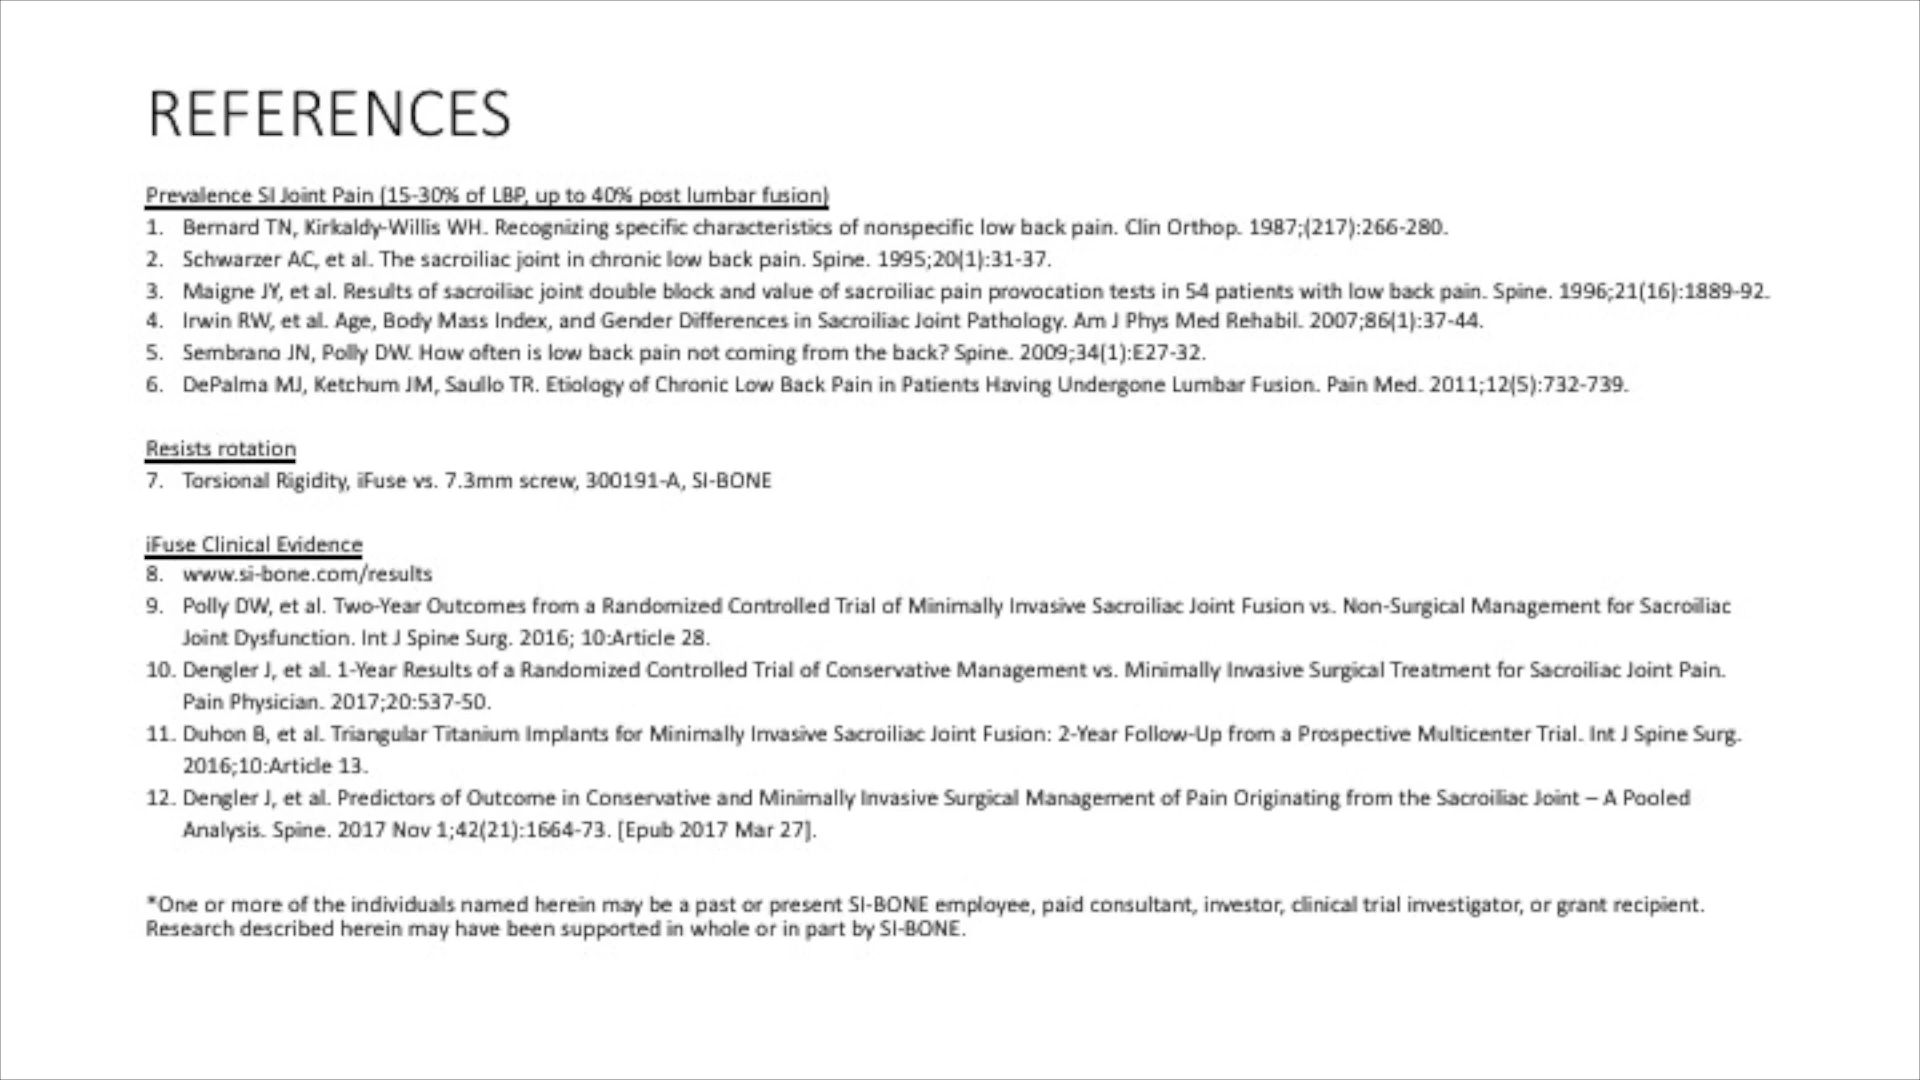 REFERENCES
Prevalence SI Joint Pain (15-30% of LBP, up to 40% post lumbar fusion)
1. Bernard TN, Kirkaldy-Willis WH. Recognizing specific characteristics of nonspecific low back pain. Clin Orthop. 1987;(217):266-280.
2. Schwarzer AC, et al. The sacroiliac joint in chronic low back pain. Spine. 1995;20(1):31-37.
3. Maigne JY, et al. Results of sacroiliac joint double block and value of sacroiliac pain provocation tests in 54 patients with low back pain. Spine. 1996;21(16):1889-92.
4. Irwin RW, et al. Age, Body Mass Index, and Gender Differences in Sacroiliac Joint Pathology. Am J Phys Med Rehabil. 2007;86(1):37-44.
5. Sembrano JN, Polly DW. How often is low back pain not coming from the back? Spine. 2009;34(1):E27-32.
6. DePalma MJ, Ketchum JM, Saullo TR. Etiology of Chronic Low Back Pain in Patients Having Undergone Lumbar Fusion. Pain Med. 2011;12(5):732-739.
Resists rotation
7. Torsional Rigidity, iFuse vs. 7.3mm screw, 300191-A, SI-BONE
iFuse Clinical Evidence
8. www.si-bone.com/results
9. Polly DW, et al. Two-Year Outcomes from a Randomized Controlled Trial of Minimally Invasive Sacroiliac Joint Fusion vs. Non-Surgical Management for Sacroiliac
Joint Dysfunction. Int J Spine Surg. 2016; 10:Article 28.
10. Dengler J, et al. 1-Year Results of a Randomized Controlled Trial of Conservative Management vs. Minimally Invasive Surgical Treatment for Sacroiliac Joint Pain.
Pain Physician. 2017;20:537-50.
11. Duhon B, et al. Triangular Titanium Implants for Minimally Invasive Sacroiliac Joint Fusion: 2-Year Follow-Up from a Prospective Multicenter Trial. Int J Spine Surg.
2016;10:Article 13.
12. Dengler J, et al. Predictors of Outcome in Conservative and Minimally Invasive Surgical Management of Pain Originating from the Sacroiliac Joint – A Pooled
Analysis. Spine. 2017 Nov 1;42(21):1664-73. [Epub 2017 Mar 27].
*One or more of the individuals named herein may be a past or present SI-BONE employee, paid consultant, investor, clinical trial investigator, or grant recipient.
Research described herein may have been supported in whole or in part by SI-BONE.